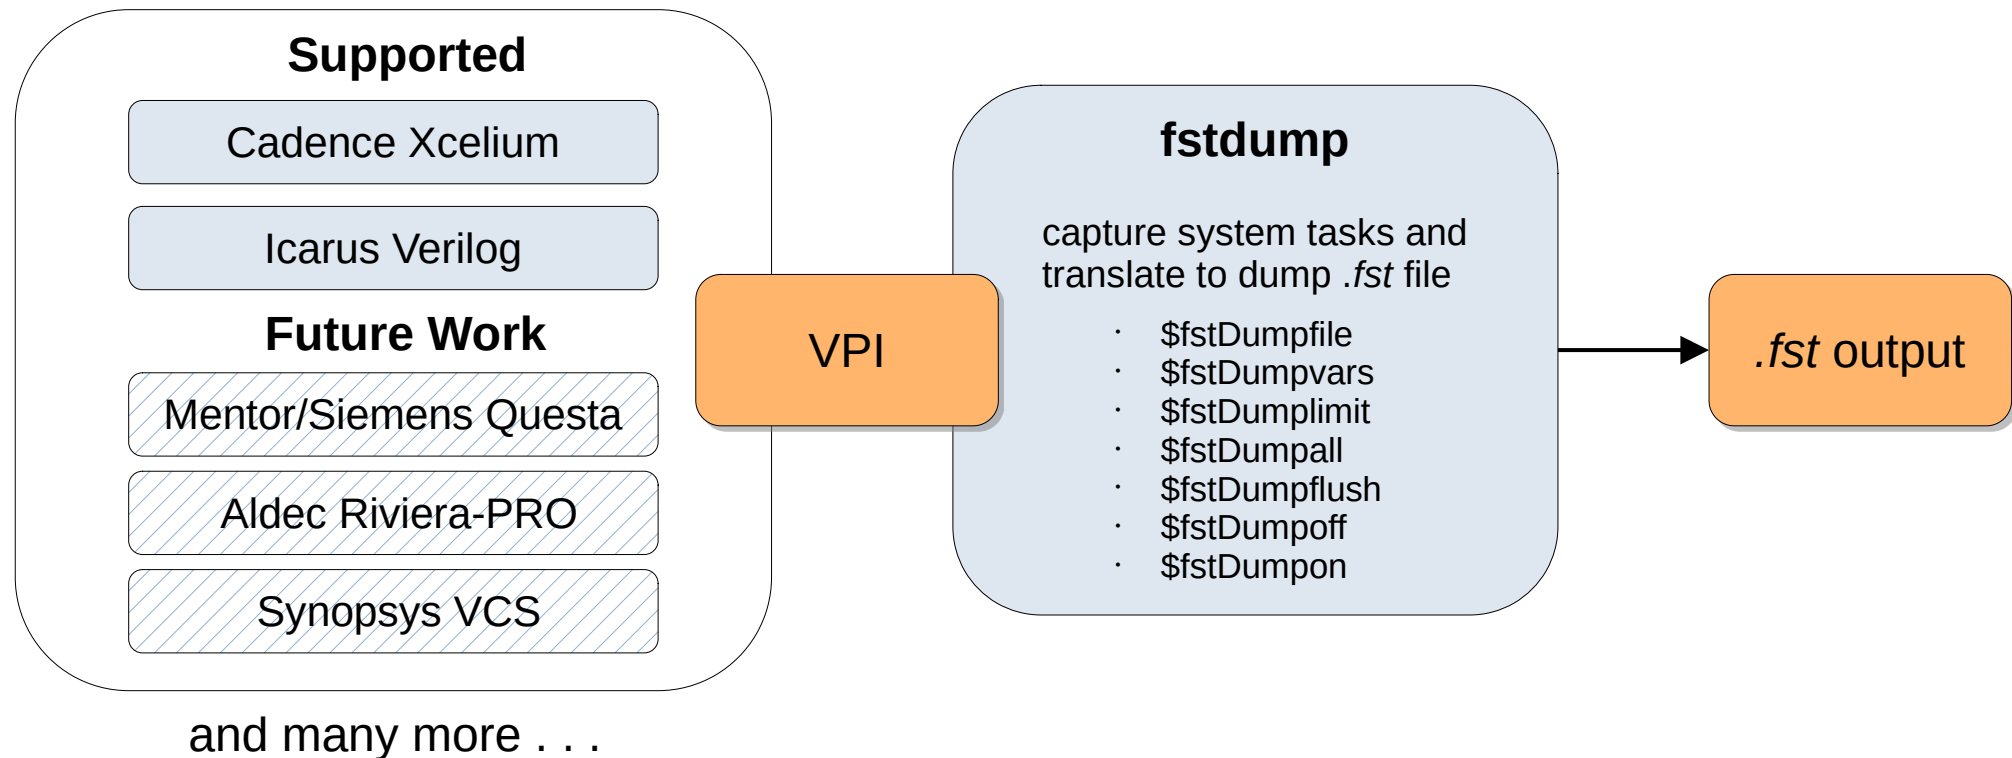 Supported
Cadence Xcelium
Icarus Verilog
Future Work
Mentor/Siemens Questa
Aldec Riviera-PRO
Synopsys VCS
and many more . . .
VPI
fstdump
capture system tasks and
translate to dump .fst file
· $fstDumpfile
· $fstDumpvars
· $fstDumplimit
· $fstDumpall
· $fstDumpflush
· $fstDumpoff
· $fstDumpon
.fst output